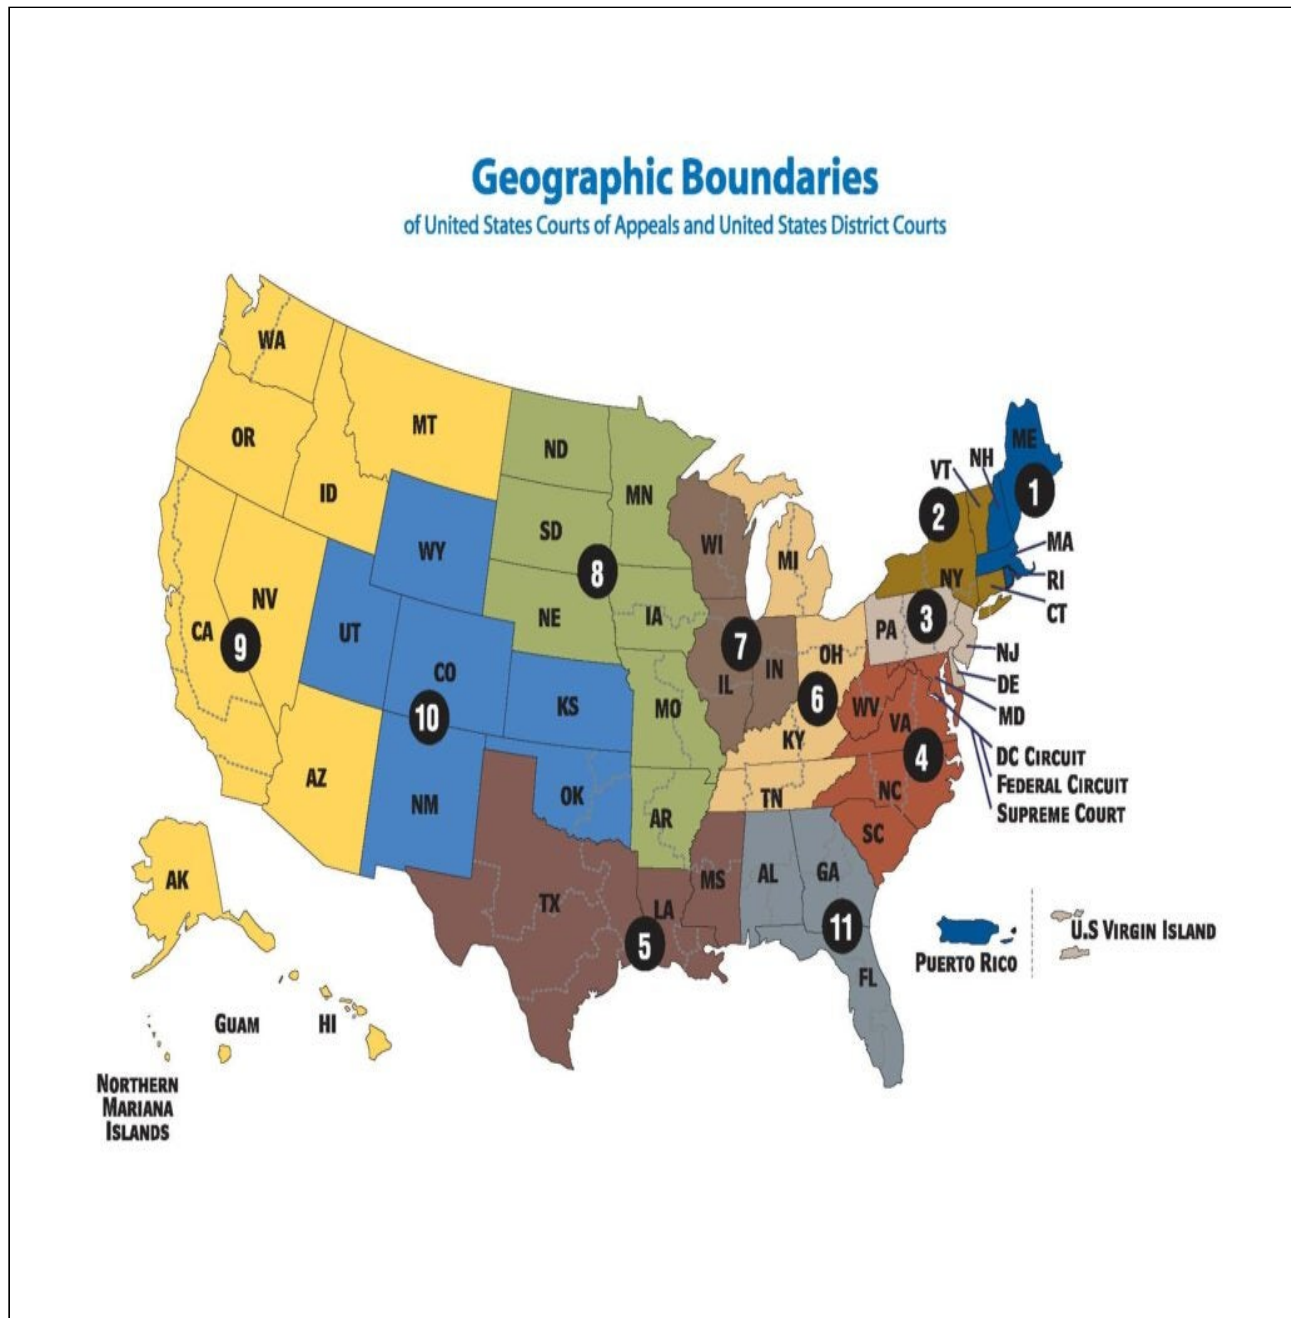 Geographic Boundaries
of United States Courts of Appeals and United States District Courts
WA
MT
OR
ID
ND
MN
ME
NH
VT
1
2
SD
WI
MI
WY
MA
8
NY
RI
NV
NE
IA
CT
CA
9
UT
7
PA
3
NJ
CO
IL
IN
OH
DE
10
KS
MO
6
WV
VA
MD
KY
4
DC CIRCUIT
AZ
NM
OK
TN
NC
FEDERAL CIRCUIT
AR
SC
SUPREME COURT
AK
TX
LA
MS
AL
GA
5
11
PUERTO RICO
U.S VIRGIN ISLAND
FL
GUAM
HI
NORTHERN
MARIANA
ISLANDS